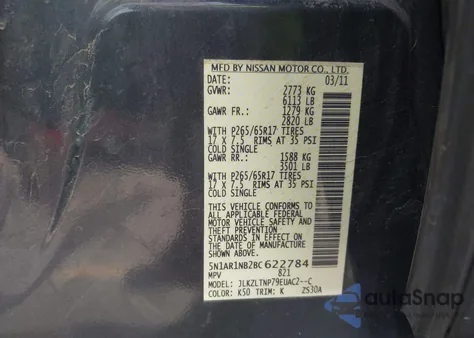 MFD BY NISSAN MOTOR CO., LTD.
DATE: 03/11
GVWR: 2773 KG
6113 LB
GAWR FR.: 1279 KG
2820 LB
WITH P265/65R17 TIRES
17 X 7.5 RIMS AT 35 PSI
COLD SINGLE
GAWR RR.: 1588 KG
3501 LB
WITH P265/65R17 TIRES
17 X 7.5 RIMS AT 35 PSI
COLD SINGLE
THIS VEHICLE CONFORMS TO
ALL APPLICABLE FEDERAL
MOTOR VEHICLE SAFETY AND
THEFT PREVENTION
STANDARDS IN EFFECT ON
THE DATE OF MANUFACTURE
SHOWN ABOVE.
5N1AR1NB2BC622784
MPV 821
MODEL: JLKZLTNP79EUAC2--C
COLOR: K50 TRIM: K ZS30A
autaSnap